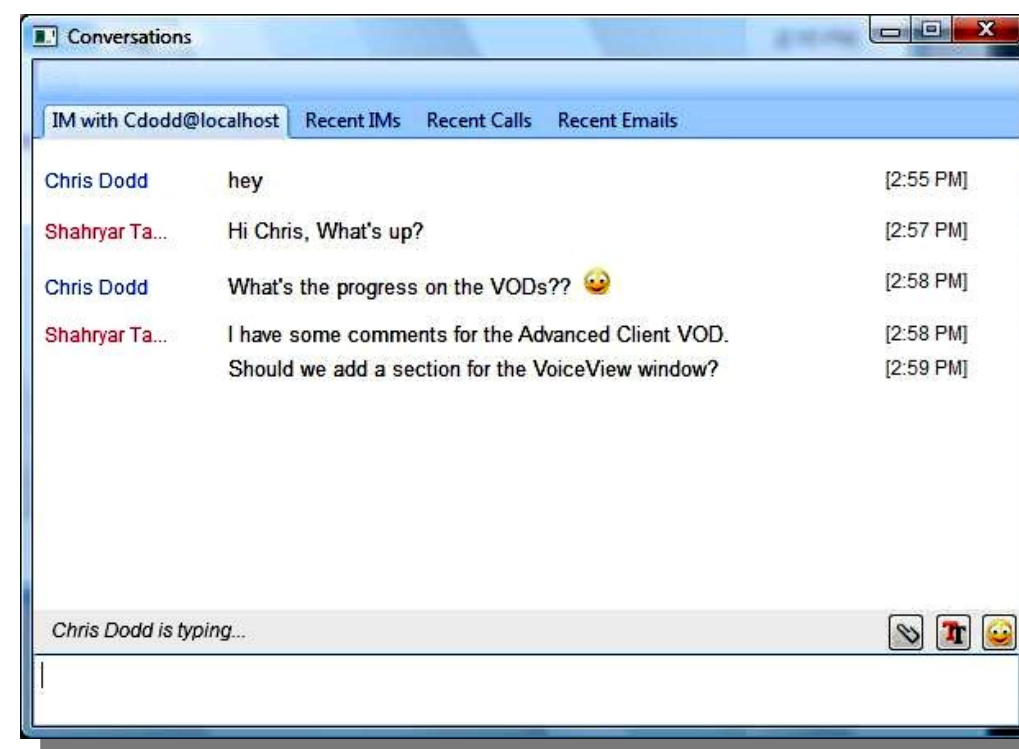 Conversations
IM with Cdodd@localhost Recent IMs Recent Calls Recent Emails
Chris Dodd hey [2:55 PM]
Shahryar Ta... Hi Chris, What's up? [2:57 PM]
Chris Dodd What's the progress on the VODs?? [2:58 PM]
Shahryar Ta... I have some comments for the Advanced Client VOD. [2:58 PM]
Should we add a section for the VoiceView window? [2:59 PM]
Chris Dodd is typing...